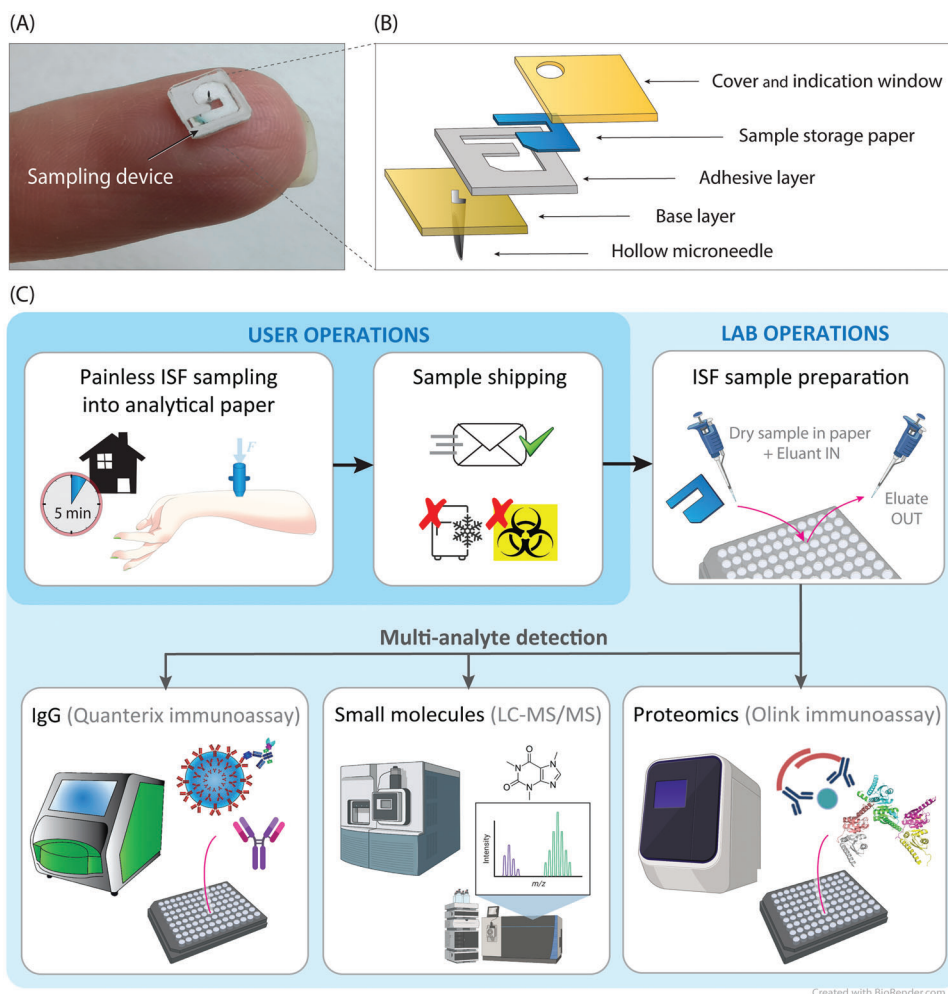 (A)
Sampling device
(B)
Cover and indication window
Sample storage paper
Adhesive layer
Base layer
Hollow microneedle
(C)
USER OPERATIONS
LAB OPERATIONS
Painless ISF sampling
into analytical paper
F
5 min
Sample shipping
ISF sample preparation
Dry sample in paper
+ Eluant IN
Eluate
OUT
Multi-analyte detection
IgG (Quanterix immunoassay)
Small molecules (LC-MS/MS)
N
N
N
N
O
O
Intensity
m/z
Proteomics (Olink immunoassay)
Created with BioRender.com